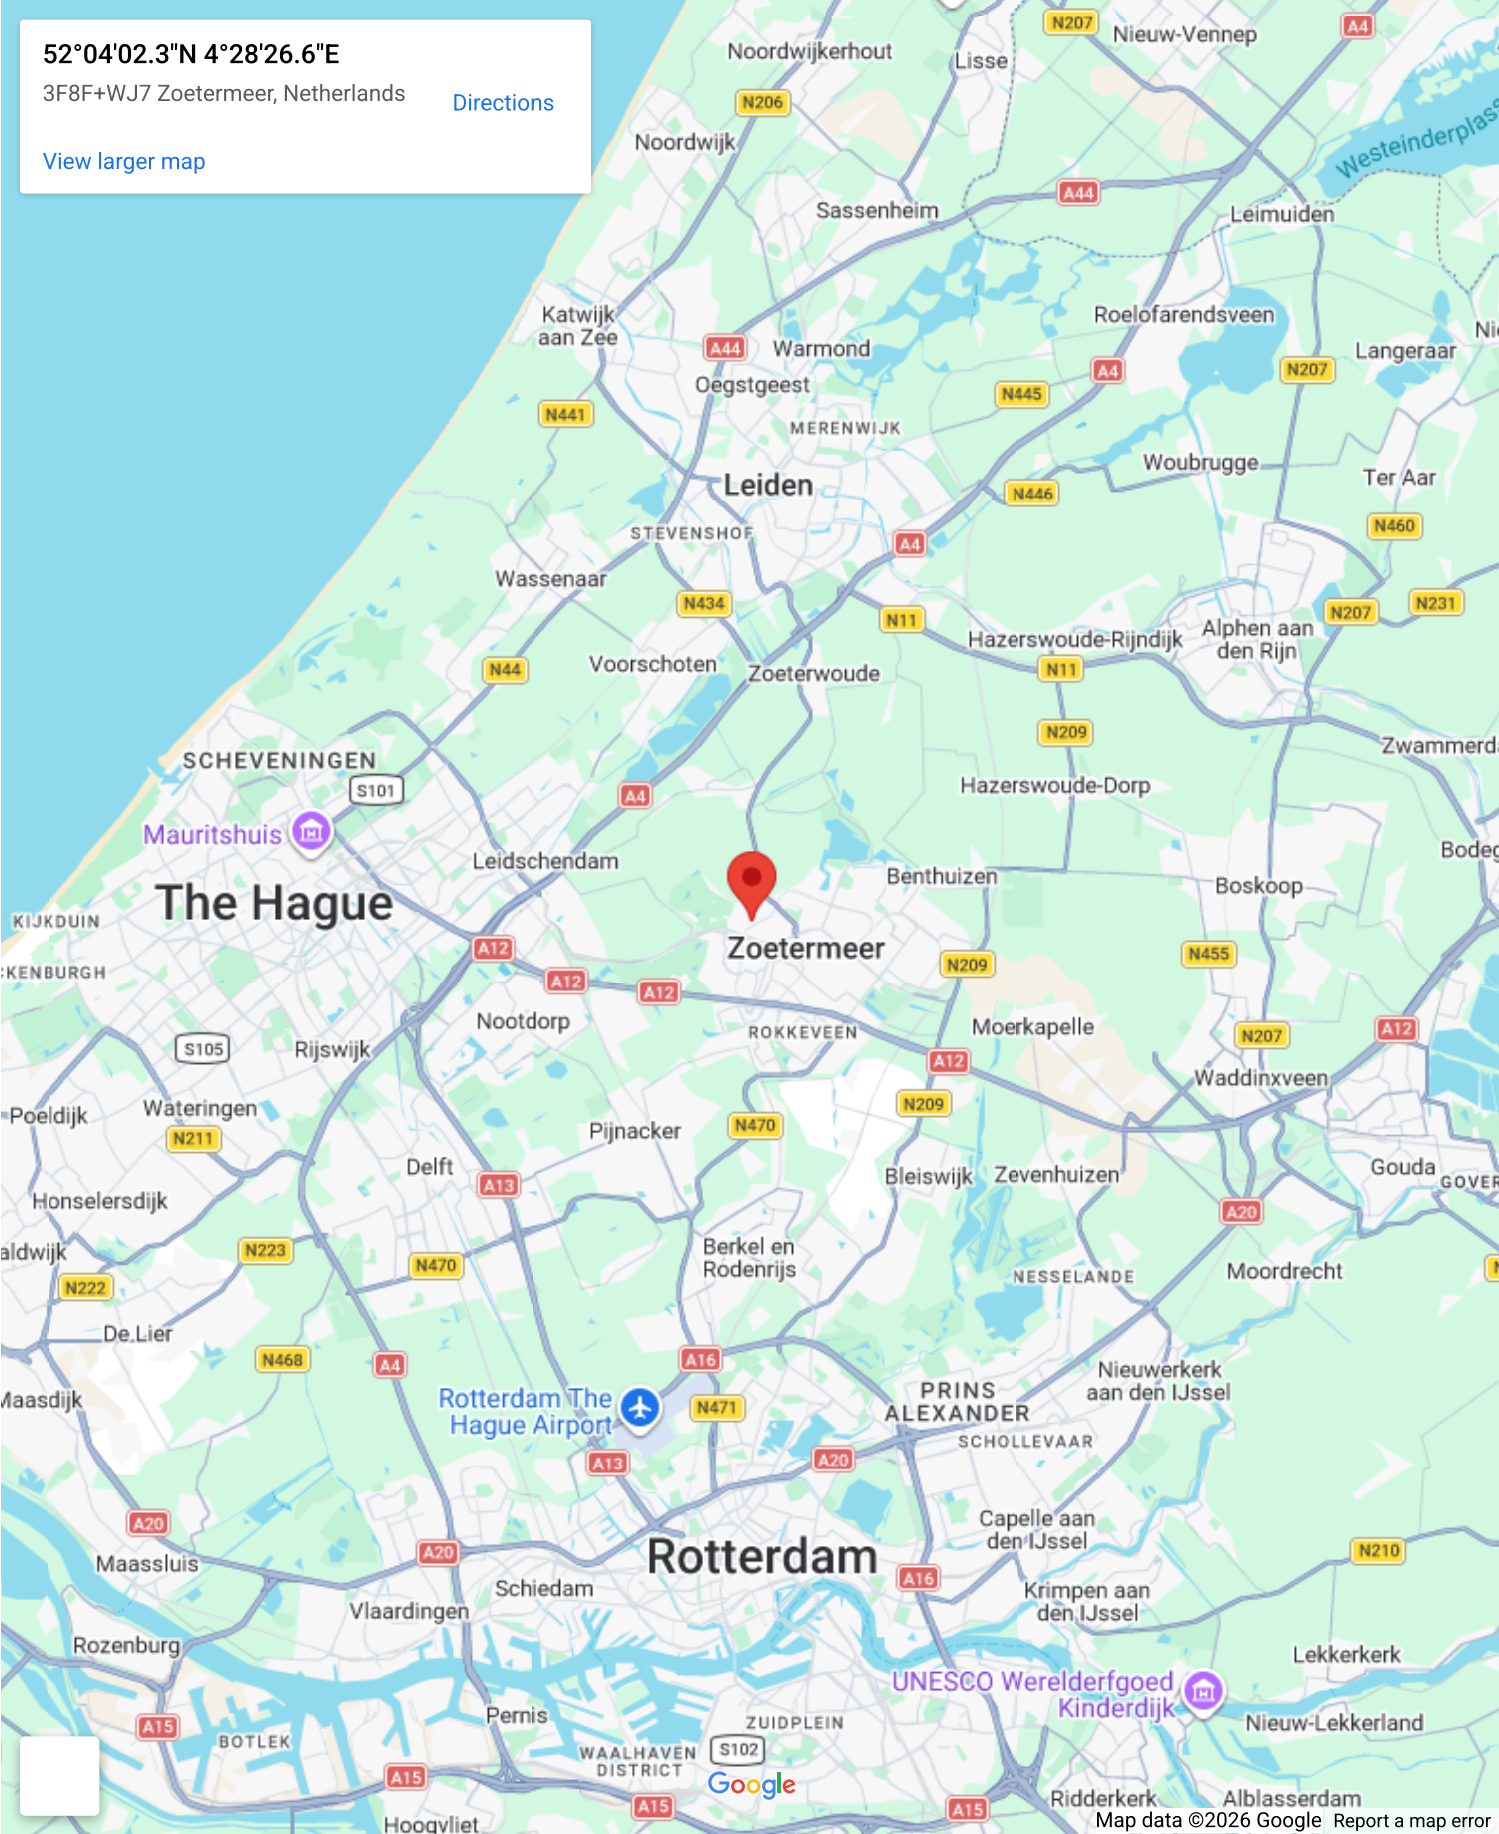 52°04'02.3"N 4°28'26.6"E
3F8F+WJ7 Zoetermeer, Netherlands
Directions
View larger map
N207
Nieuw-Vennep
A4
Noordwijkerhout
Lisse
N206
Noordwijk
Westeinderplass
A44
Sassenheim
Leimuiden
Katwijk
aan Zee
Roelofarendsveen
A44
Warmond
Langeraar
A4
N207
Oegstgeest
N445
N441
MERENWIJK
Woubrugge
Leiden
Ter Aar
N446
N460
STEVENSHOF
A4
Wassenaar
N434
N231
N207
N11
Alphen aan
den Rijn
Hazerswoude-Rijndijk
Voorschoten
N44
N11
Zoeterwoude
N209
Zwammerd
SCHEVENINGEN
S101
Hazerswoude-Dorp
A4
Mauritshuis
Leidschendam
Bodeg
Benthuizen
Boskoop
The Hague
KIJKDUIN
Zoetermeer
A12
N455
N209
CKENBURGH
A12
A12
Nootdorp
ROKKEVEEN
Moerkapelle
N207
A12
S105
Rijswijk
A12
Waddinxveen
Poeldijk
Wateringen
N209
N470
N211
Pijnacker
Delft
Bleiswijk
Zevenhuizen
Gouda
A13
GOVER
Honselersdijk
A20
aldwijk
N223
Berkel en
Rodenrijs
N470
Moordrecht
NESSELANDE
N222
De Lier
N468
A4
A16
Nieuwerkerk
aan den IJssel
Maasdijk
Rotterdam The
Hague Airport
N471
PRINS
ALEXANDER
SCHOLLEVAAR
A13
A20
A20
Capelle aan
den IJssel
A20
N210
Maassluis
Rotterdam
Schiedam
A16
Krimpen aan
den IJssel
Vlaardingen
Rozenburg
Lekkerkerk
UNESCO Werelderfgoed
Kinderdijk
Pernis
A15
ZUIDPLEIN
Nieuw-Lekkerland
BOTLEK
WAALHAVEN
DISTRICT
S102
A15
Google
A15
A15
Ridderkerk
Alblasserdam
Hoogvliet
Map data ©2026 Google
Report a map error